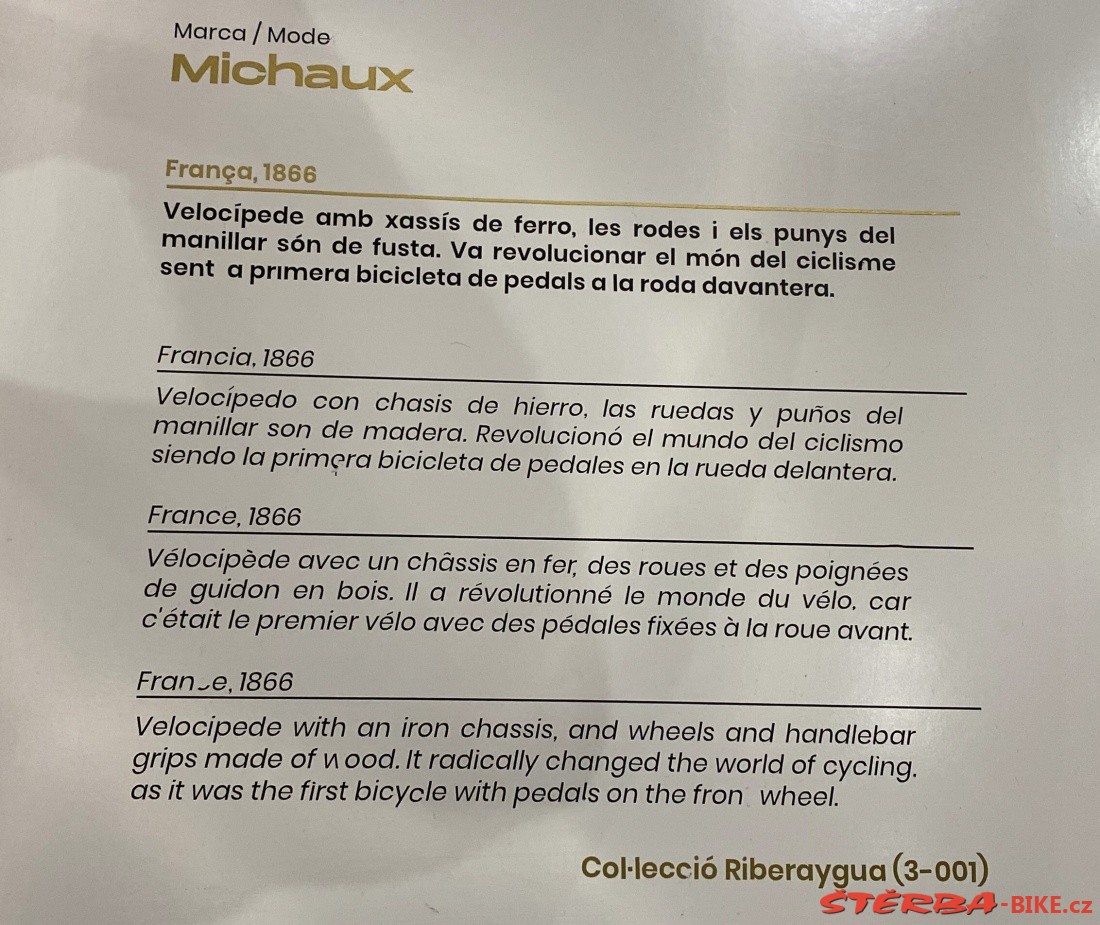 Marca / Mode
Michaux
França, 1866
Velocípede amb xassís de ferro, les rodes i els punys del
manillar són de fusta. Va revolucionar el món del ciclisme
sent a primera bicicleta de pedals a la roda davantera.
Francia, 1866
Velocípedo con chasis de hierro, las ruedas y puños del
manillar son de madera. Revolucionó el mundo del ciclismo
siendo la primera bicicleta de pedales en la rueda delantera.
France, 1866
Vélocipède avec un châssis en fer, des roues et des poignées
de guidon en bois. Il a révolutionné le monde du vélo, car
c'était le premier vélo avec des pédales fixées à la roue avant.
France, 1866
Velocipede with an iron chassis, and wheels and handlebar
grips made of wood. It radically changed the world of cycling,
as it was the first bicycle with pedals on the fron wheel.
Col·lecció Riberaygua (3-001)
ŠTĚRBA-BIKE.cz